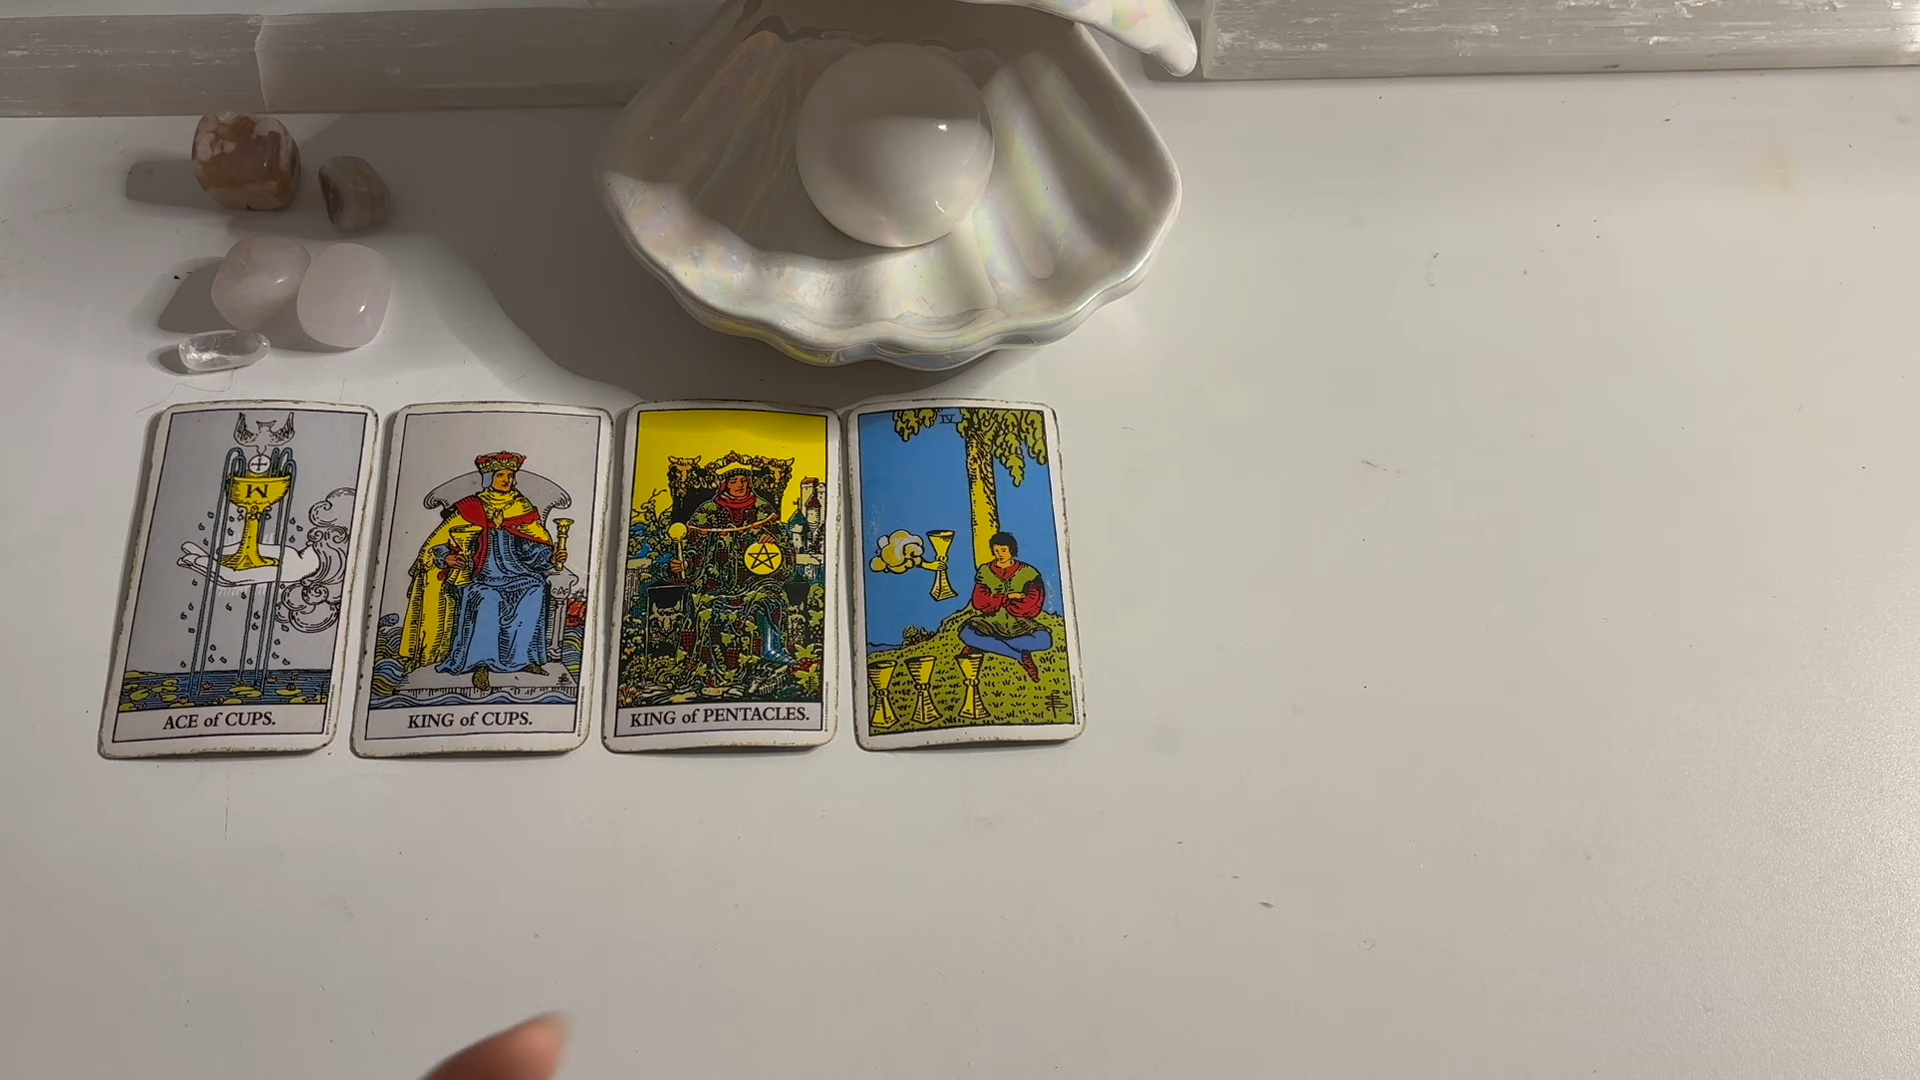 W
ACE of CUPS.
KING of CUPS.
KING of PENTACLES.
IV